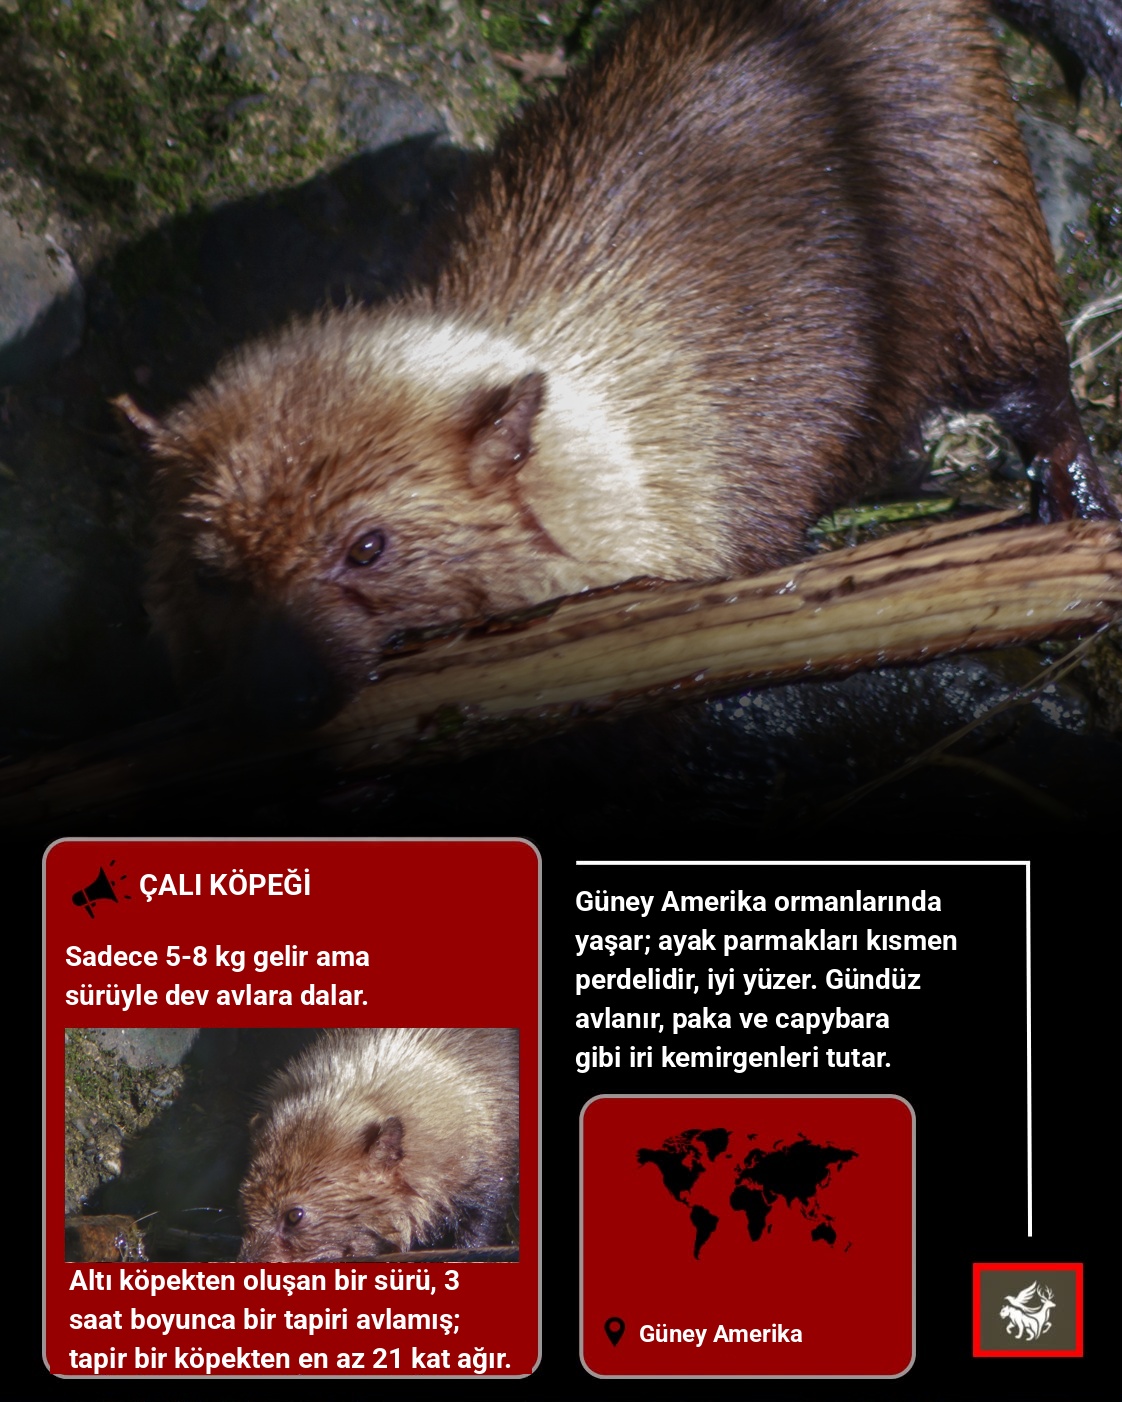 ÇALI KÖPEĞİ
Sadece 5-8 kg gelir ama
sürüyle dev avlara dalar.
Altı köpekten oluşan bir sürü, 3
saat boyunca bir tapiri avlamış;
tapir bir köpekten en az 21 kat ağır.
Güney Amerika ormanlarında
yaşar; ayak parmakları kısmen
perdelidir, iyi yüzer. Gündüz
avlanır, paka ve capybara
gibi iri kemirgenleri tutar.
Güney Amerika